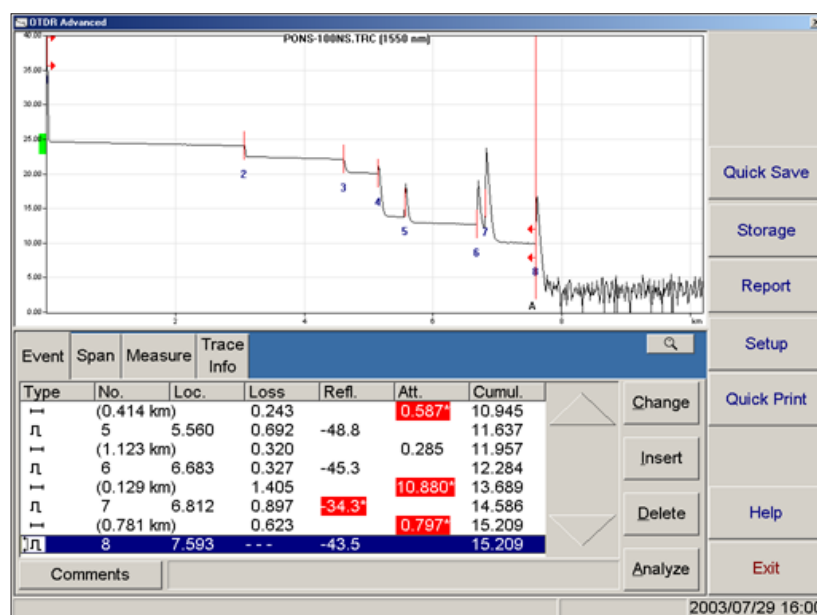 OTDR Advanced
PONS-100NS.TRC (1550 nm)
40.00
35.00
30.00
25.00
20.00
15.00
10.00
5.00
0.00
2
3
4
5
6
7
8
A
2 4 6 8 km
Quick Save
Storage
Report
Setup
Quick Print
Help
Exit
Event Span Measure Trace Info
Type No. Loc. Loss Refl. Att. Cumul.
(0.414 km) 0.243 0.587* 10.945
5 5.560 0.692 -48.8 11.637
(1.123 km) 0.320 0.285 11.957
6 6.683 0.327 -45.3 12.284
(0.129 km) 1.405 10.880* 13.689
7 6.812 0.897 -34.3* 14.586
(0.781 km) 0.623 0.797* 15.209
8 7.593 --- -43.5 15.209
Change
Insert
Delete
Analyze
Comments
2003/07/29 16:00